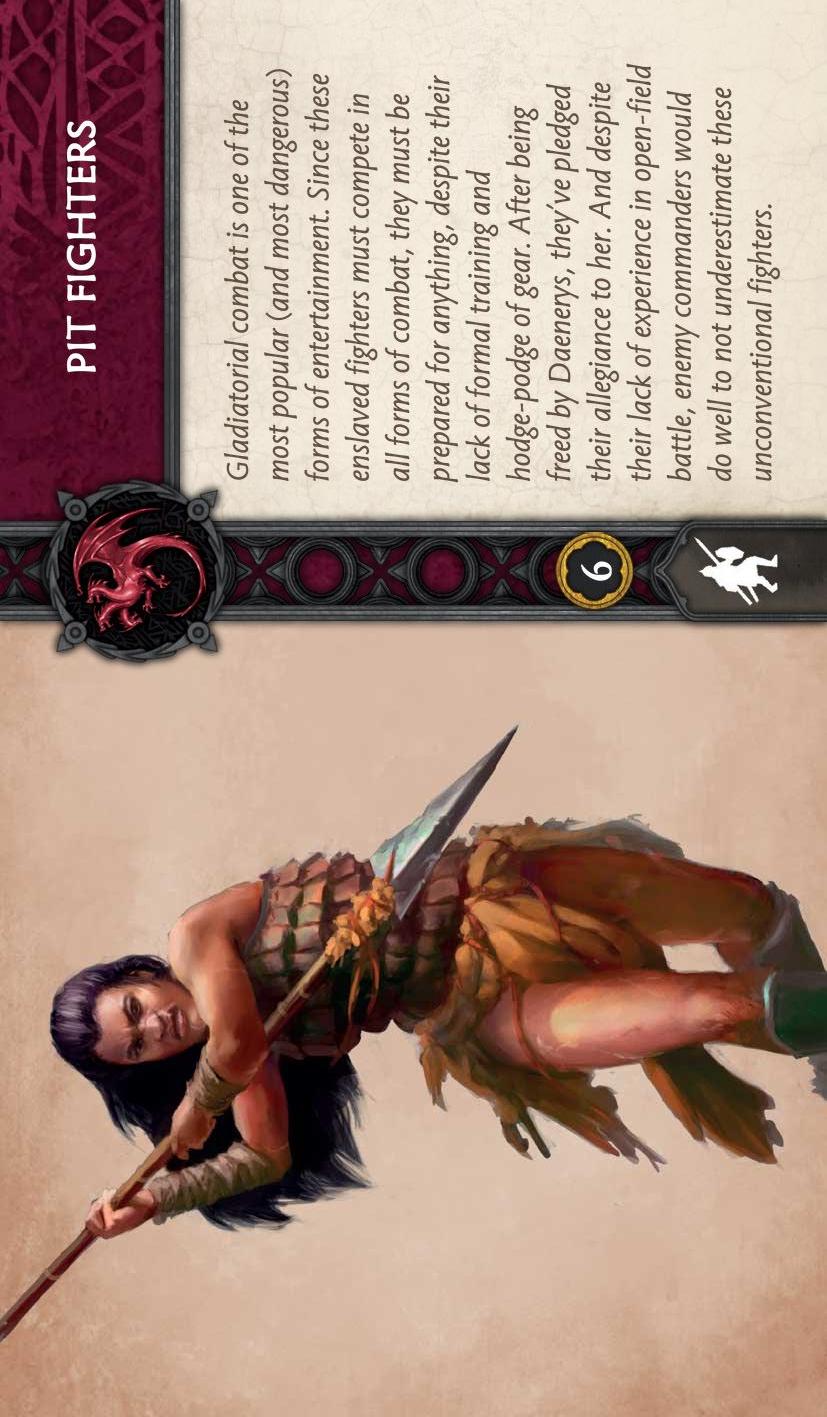 PIT FIGHTERS
Gladiatorial combat is one of the
most popular (and most dangerous)
forms of entertainment. Since these
enslaved fighters must compete in
all forms of combat, they must be
prepared for anything, despite their
lack of formal training and
hodge-podge of gear. After being
freed by Daenerys, they've pledged
their allegiance to her. And despite
their lack of experience in open-field
battle, enemy commanders would
do well to not underestimate these
unconventional fighters.
6